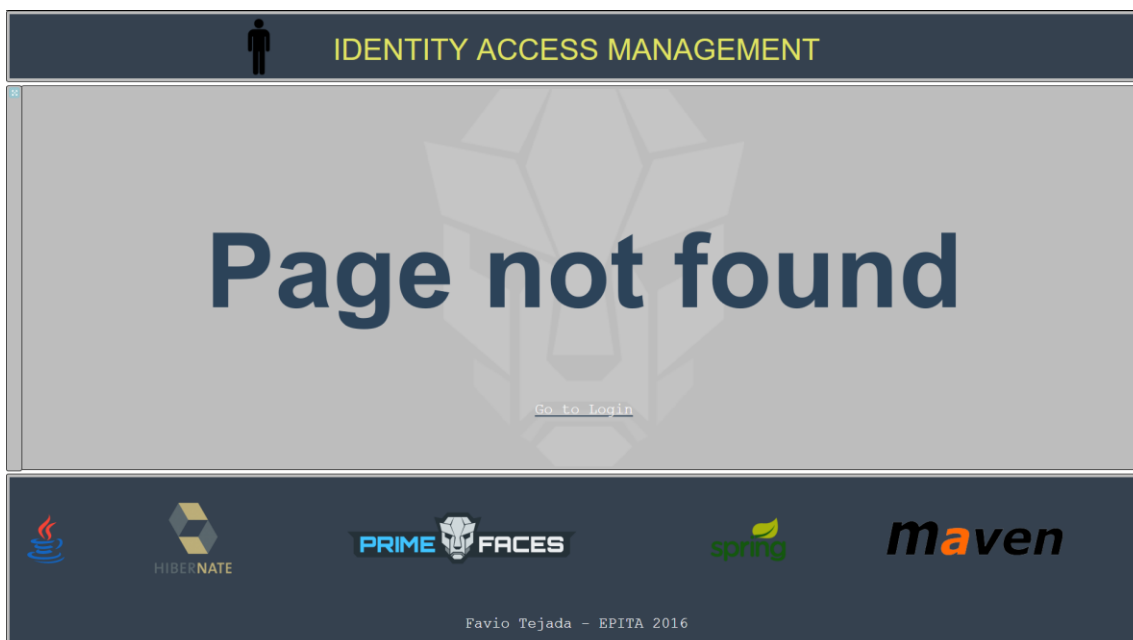 IDENTITY ACCESS MANAGEMENT
Page not found
Go to Login
HIBERNATE
PRIME FACES
spring
maven
Favio Tejada - EPITA 2016